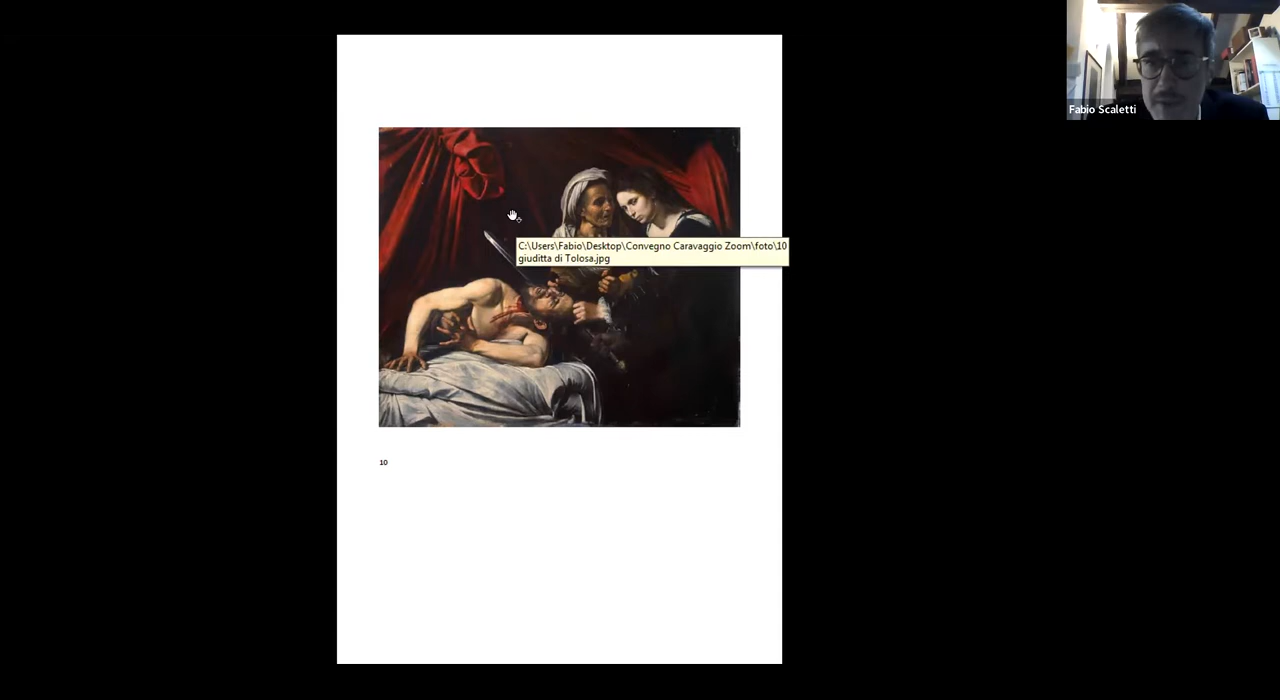 Fabio Scaletti
C:\Users\Fabio\Desktop\Convegno Caravaggio Zoom\foto\10
giuditta di Tolosa.jpg
10